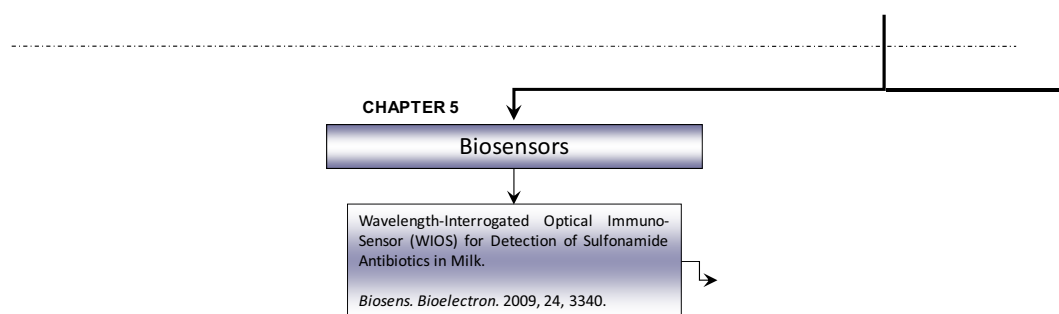 CHAPTER 5
Biosensors
Wavelength-Interrogated Optical Immuno-
Sensor (WIOS) for Detection of Sulfonamide
Antibiotics in Milk.
Biosens. Bioelectron. 2009, 24, 3340.